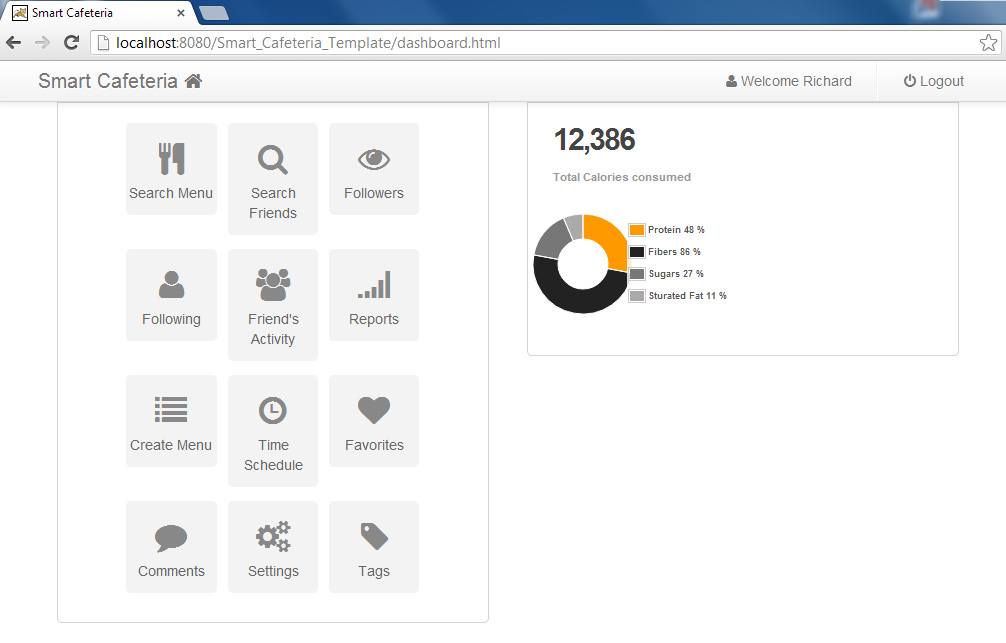 Smart Cafeteria
localhost:8080/Smart_Cafeteria_Template/dashboard.html
Smart Cafeteria
Welcome Richard
Logout
Search Menu
Search
Friends
Followers
Following
Friend's
Activity
Reports
Create Menu
Time
Schedule
Favorites
Comments
Settings
Tags
12,386
Total Calories consumed
Protein 48 %
Fibers 86 %
Sugars 27 %
Sturated Fat 11 %